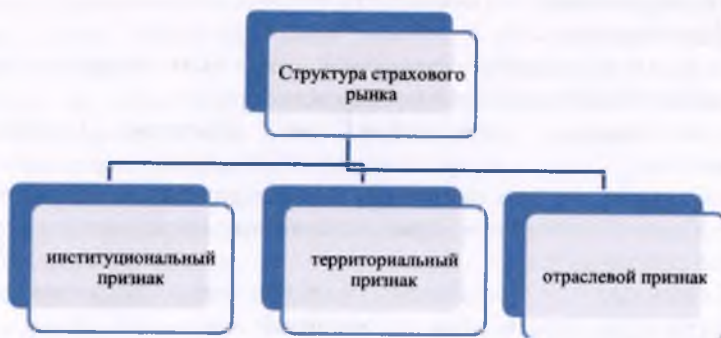 Структура страхового
рынка
институциональный
признак
территориальный
признак
отраслевой признак